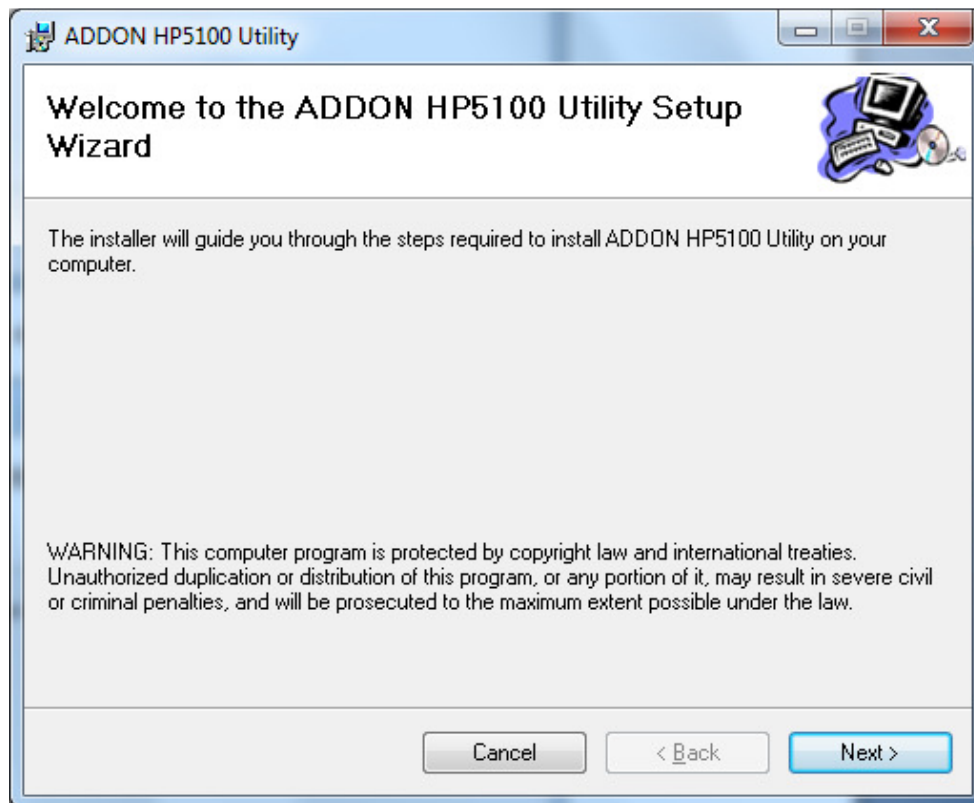 ADDON HP5100 Utility
Welcome to the ADDON HP5100 Utility Setup
Wizard
The installer will guide you through the steps required to install ADDON HP5100 Utility on your
computer.
WARNING: This computer program is protected by copyright law and international treaties.
Unauthorized duplication or distribution of this program, or any portion of it, may result in severe civil
or criminal penalties, and will be prosecuted to the maximum extent possible under the law.
Cancel
< Back
Next >